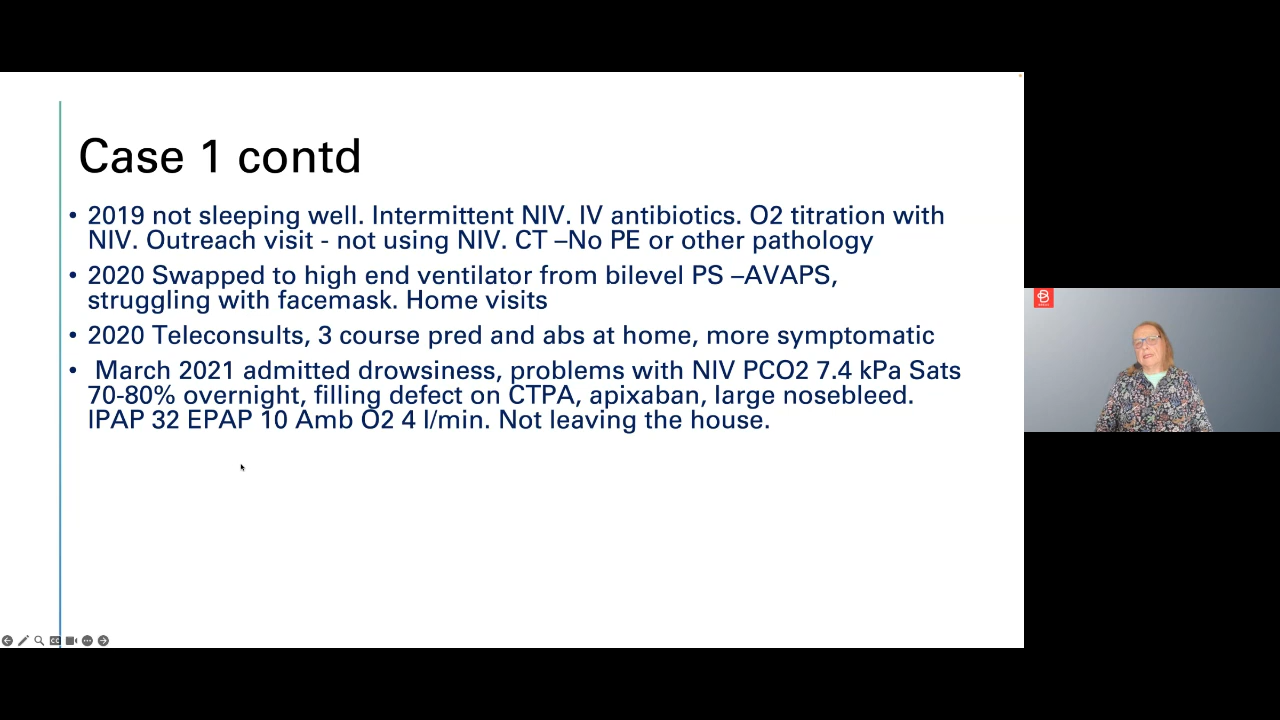 Case 1 contd
• 2019 not sleeping well. Intermittent NIV. IV antibiotics. O2 titration with
NIV. Outreach visit - not using NIV. CT –No PE or other pathology
• 2020 Swapped to high end ventilator from bilevel PS –AVAPS,
struggling with facemask. Home visits
• 2020 Teleconsults, 3 course pred and abs at home, more symptomatic
• March 2021 admitted drowsiness, problems with NIV PCO2 7.4 kPa Sats
70-80% overnight, filling defect on CTPA, apixaban, large nosebleed.
IPAP 32 EPAP 10 Amb O2 4 l/min. Not leaving the house.